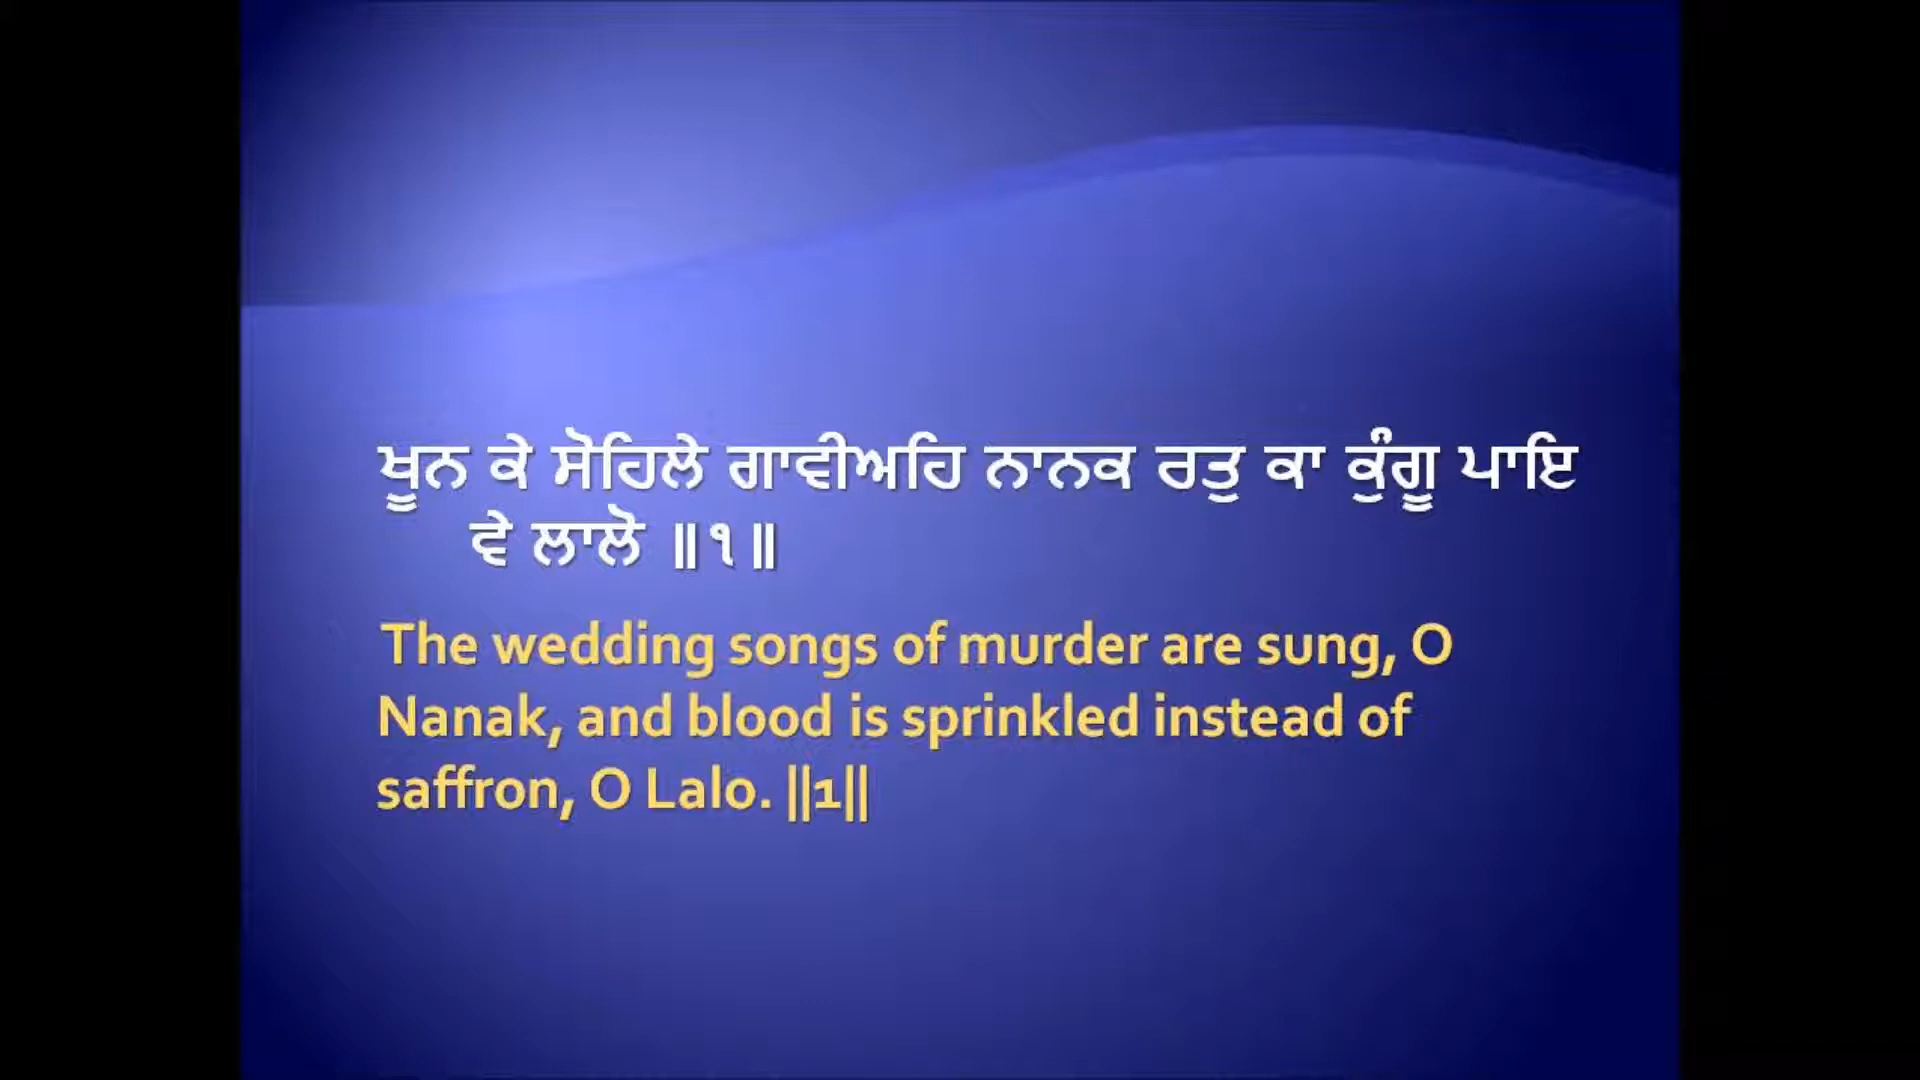 ਖੂਨ ਕੇ ਸੋਹਿਲੇ ਗਾਵੀਅਹਿ ਨਾਨਕ ਰਤੁ ਕਾ ਕੁੰਗੂ ਪਾਇ
ਵੇ ਲਾਲੋ ॥੧॥
The wedding songs of murder are sung, O
Nanak, and blood is sprinkled instead of
saffron, O Lalo. ||1||